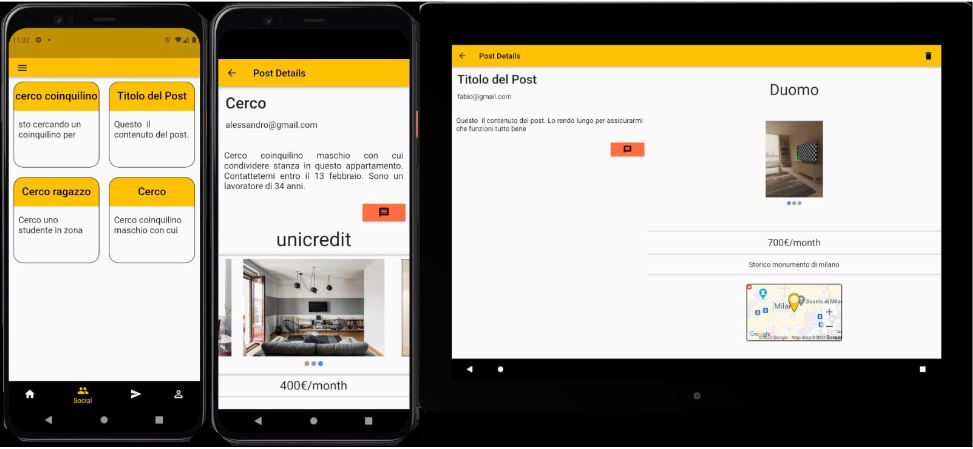 11:32
cerco coinquilino
sto cercando un
coinquilino per
Titolo del Post
Questo il
contenuto del post.
Cerco ragazzo
Cerco uno
studente in zona
Cerco
Cerco coinquilino
maschio con cui
Social
Post Details
Cerco
alessandro@gmail.com
Cerco coinquilino maschio con cui
condividere stanza in questo appartamento.
Contattetemi entro il 13 febbraio. Sono un
lavoratore di 34 anni.
unicredit
400€/month
Post Details
Titolo del Post
fabio@gmail.com
Questo il contenuto del post. Lo rendo lungo per assicurarmi
che funzioni tutto bene
Duomo
700€/month
Storico monumento di milano
Duomo di Mila
Google
©2022 Google Map data ©2022 Google